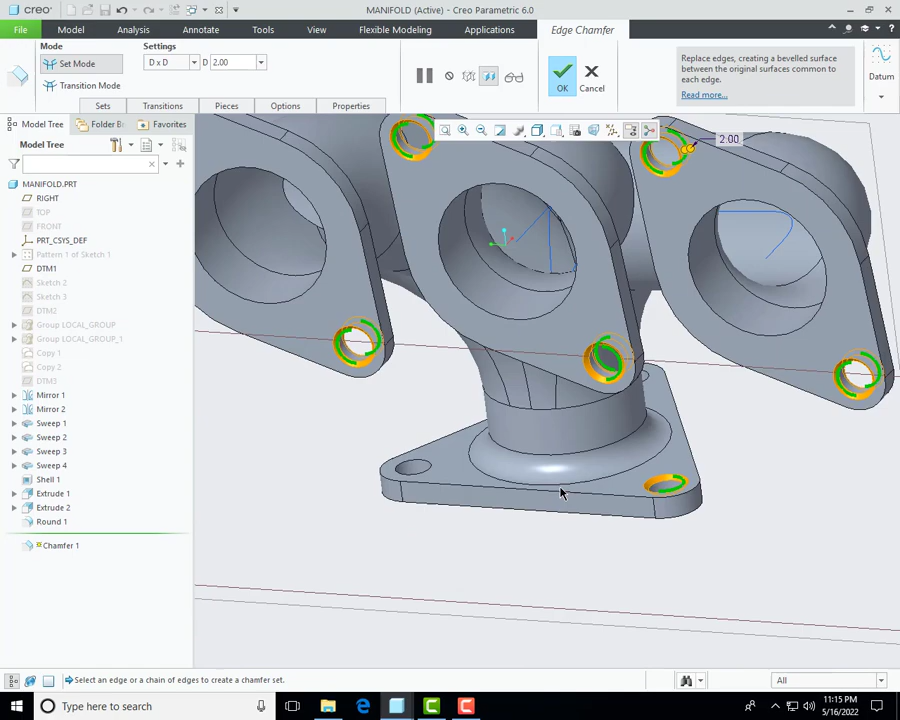 creo
MANIFOLD (Active) - Creo Parametric 6.0
File Model Analysis Annotate Tools View Flexible Modeling Applications Edge Chamfer
Mode
Set Mode
Transition Mode
Settings
D x D D 2.00
OK
Cancel
Replace edges, creating a bevelled surface
between the original surfaces common to
each edge.
Read more...
Datum
Sets Transitions Pieces Options Properties
Model Tree Folder B Favorites
Model Tree
MANIFOLD.PRT
RIGHT
TOP
FRONT
PRT_CSYS_DEF
Pattern 1 of Sketch 1
DTM1
Sketch 2
Sketch 3
DTM2
Group LOCAL_GROUP
Group LOCAL_GROUP_1
Copy 1
Copy 2
DTM3
Mirror 1
Mirror 2
Sweep 1
Sweep 2
Sweep 3
Sweep 4
Shell 1
Extrude 1
Extrude 2
Round 1
Chamfer 1
2.00
Select an edge or a chain of edges to create a chamfer set.
All
Type here to search
11:15 PM
5/16/2022